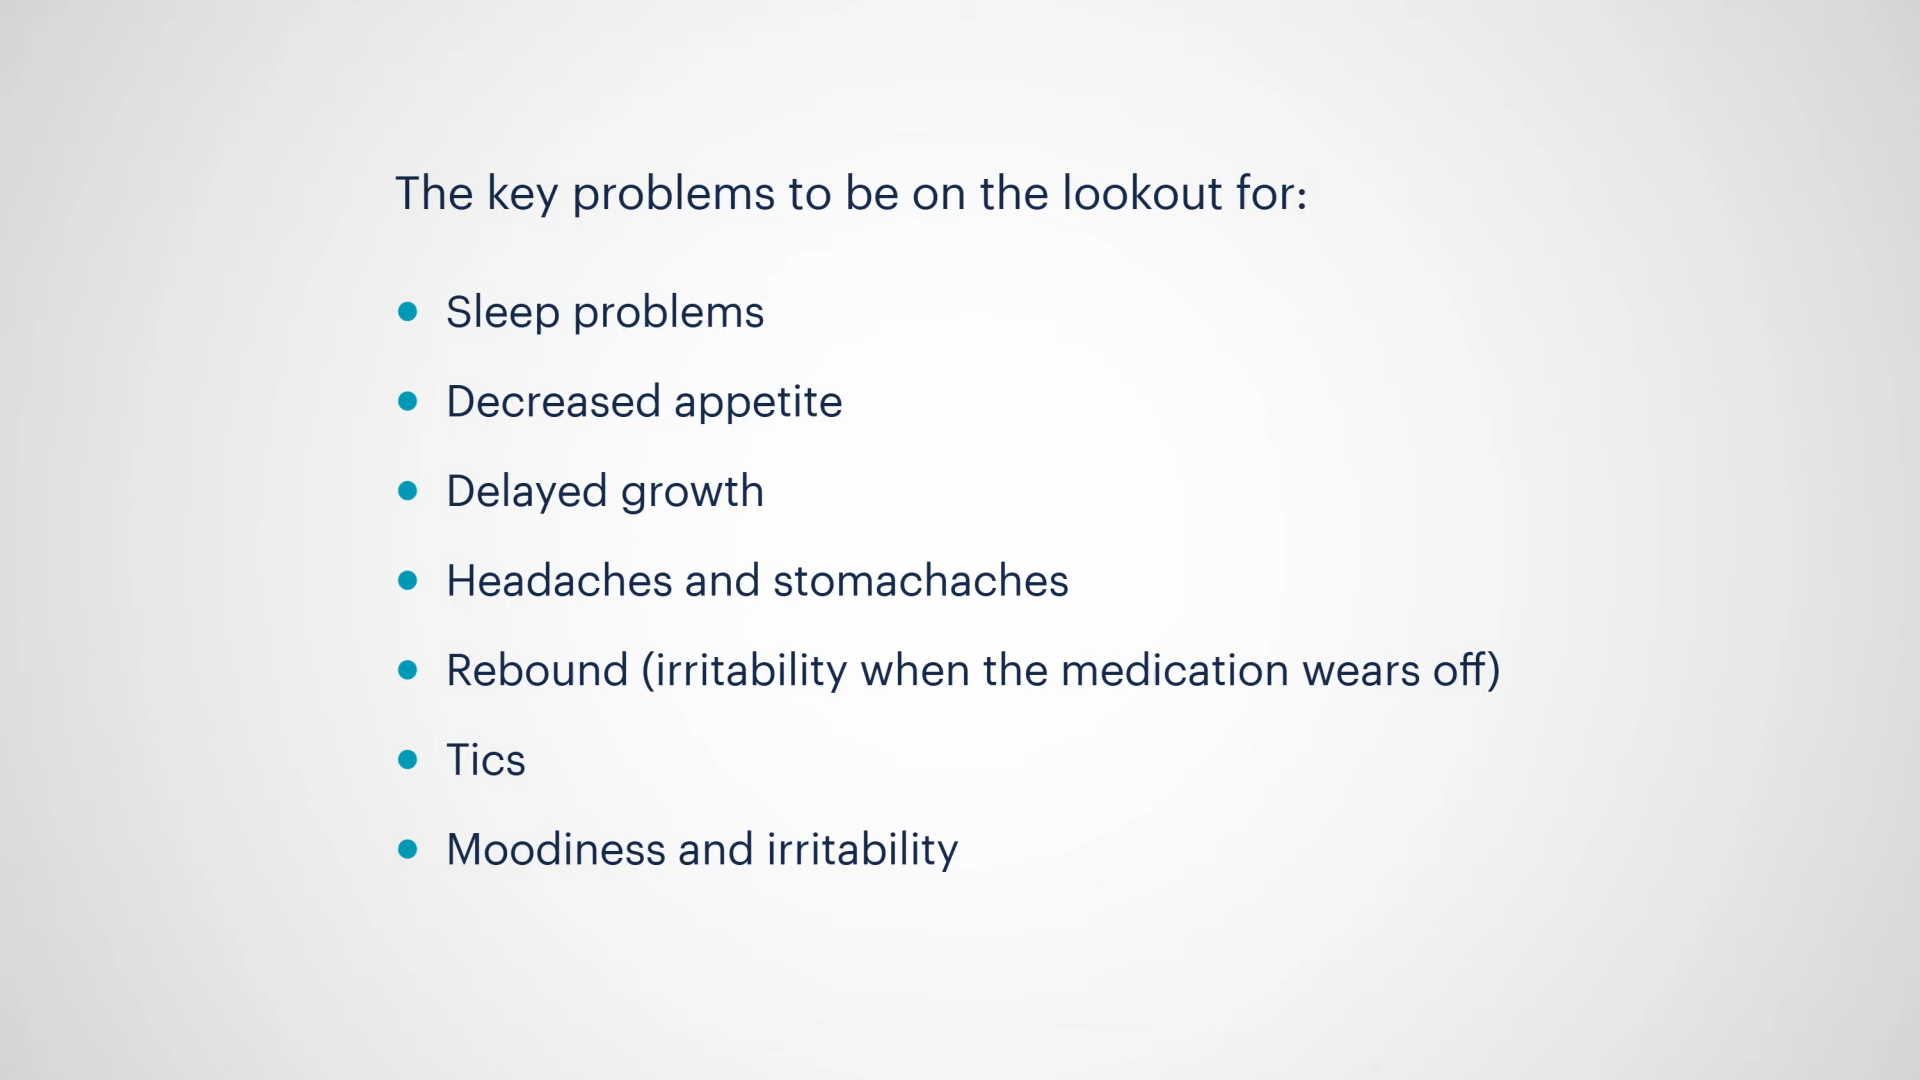 The key problems to be on the lookout for:
• Sleep problems
• Decreased appetite
• Delayed growth
• Headaches and stomachaches
• Rebound (irritability when the medication wears off)
• Tics
• Moodiness and irritability